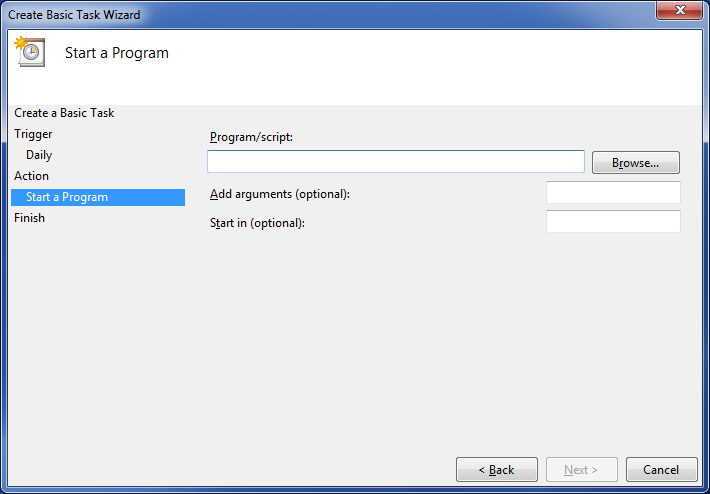 Create Basic Task Wizard
Start a Program
Create a Basic Task
Trigger
Daily
Action
Start a Program
Finish
Program/script:
Browse...
Add arguments (optional):
Start in (optional):
< Back
Next >
Cancel